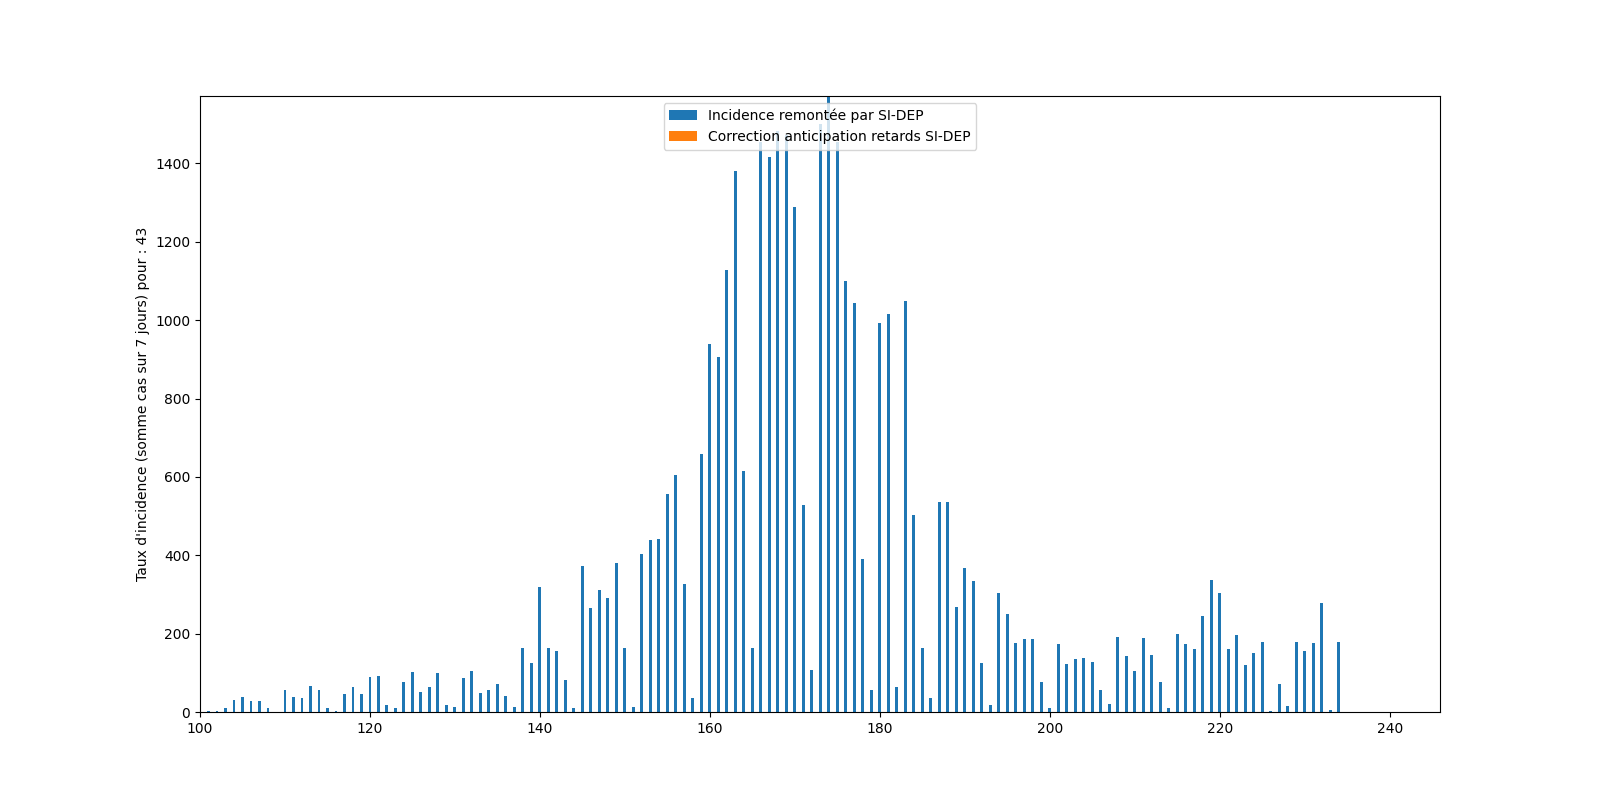 Incidence remontée par SI-DEP
Correction anticipation retards SI-DEP
Taux d'incidence (somme cas sur 7 jours) pour : 43
1400
1200
1000
800
600
400
200
0
100 120 140 160 180 200 220 240